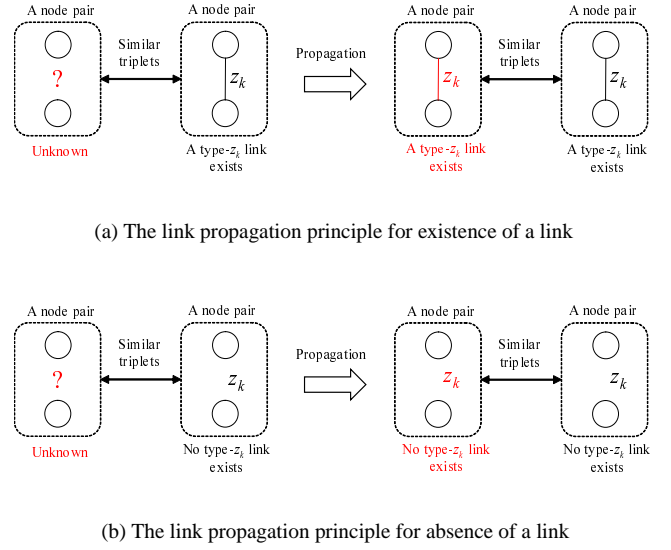 A node pair
A node pair
A node pair
A node pair
Similar
triplets
Propagation
Similar
triplets
?
z_k
z_k
z_k
Unknown
A type-z_k link
exists
A type-z_k link
exists
A type-z_k link
exists
(a) The link propagation principle for existence of a link
A node pair
A node pair
A node pair
A node pair
Similar
triplets
Propagation
Similar
triplets
?
z_k
z_k
z_k
Unknown
No type-z_k link
exists
No type-z_k link
exists
No type-z_k link
exists
(b) The link propagation principle for absence of a link